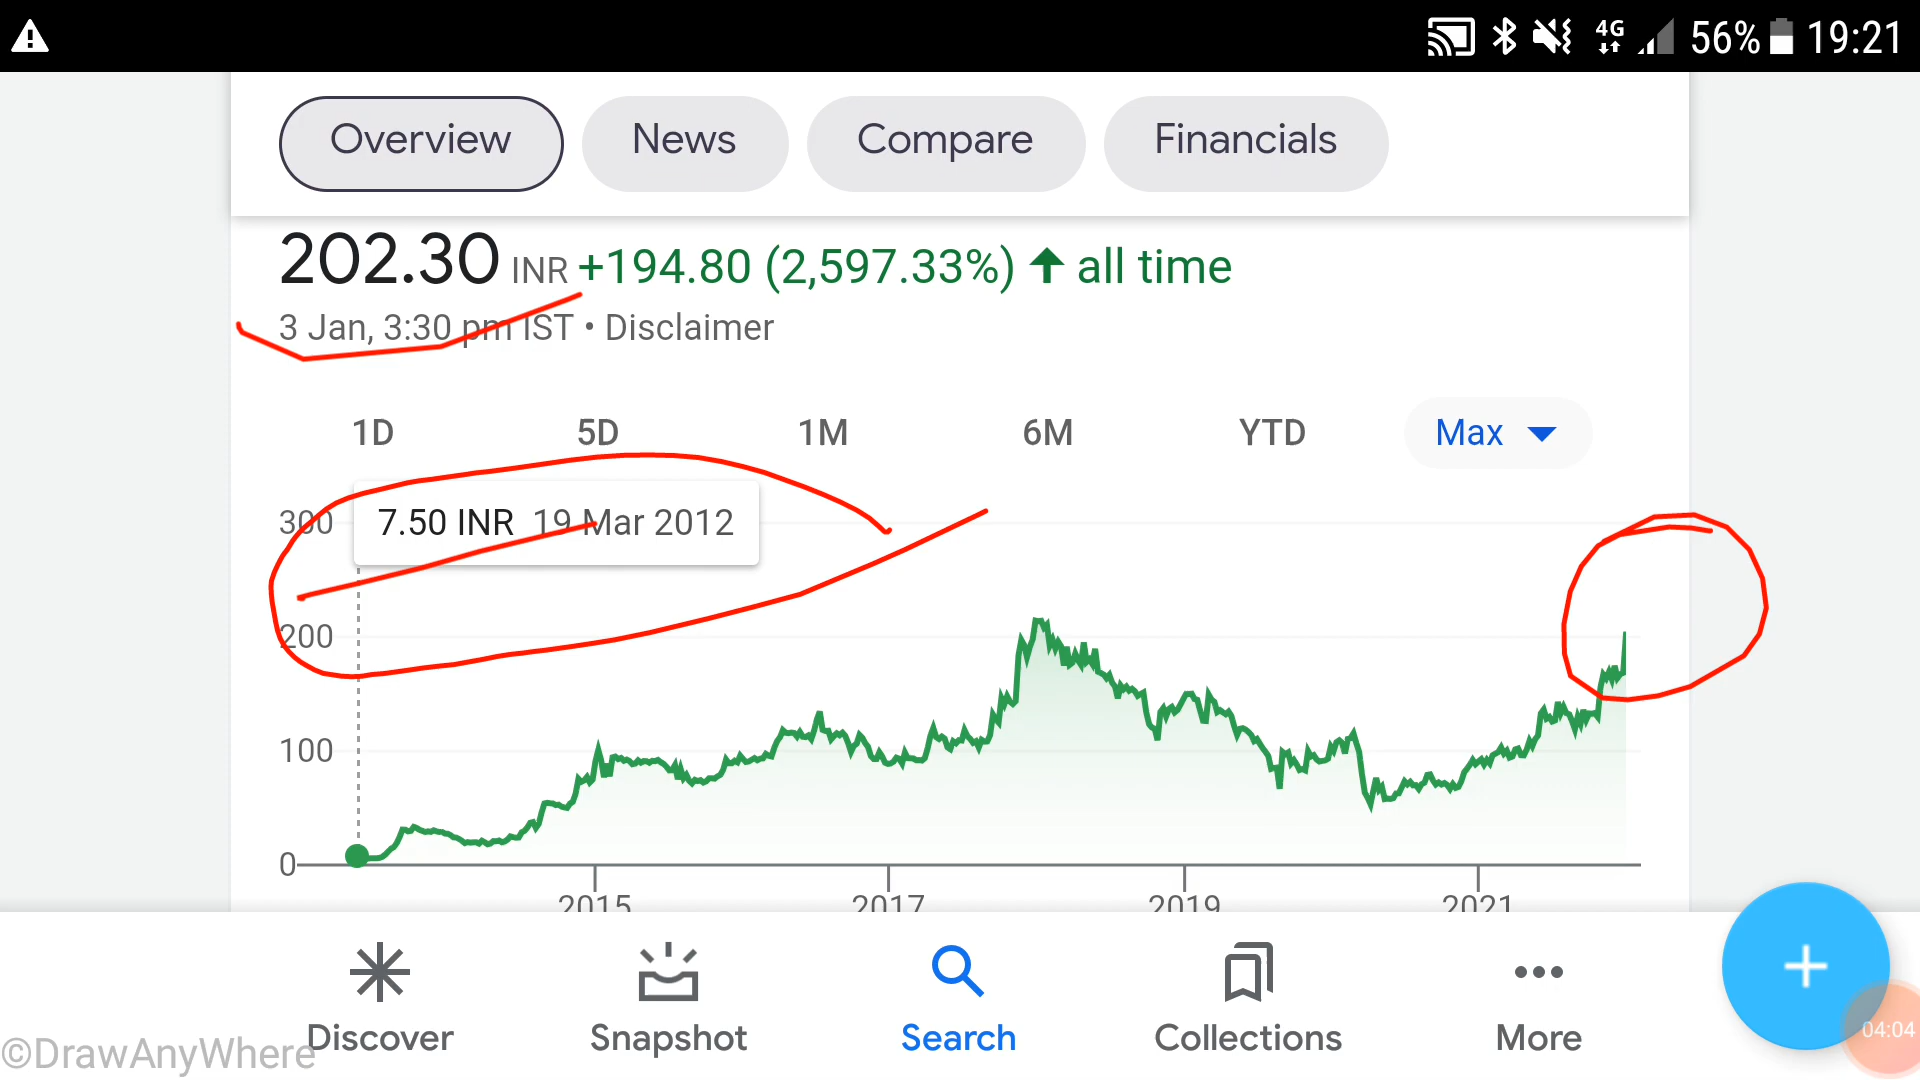 4G 56% 19:21
Overview News Compare Financials
202.30 INR +194.80 (2,597.33%) all time
3 Jan, 3:30 pm IST • Disclaimer
1D 5D 1M 6M YTD Max
7.50 INR 19 Mar 2012
300
200
100
0
2015 2017 2019 2021
Discover Snapshot Search Collections More
04:04
©DrawAnyWhere